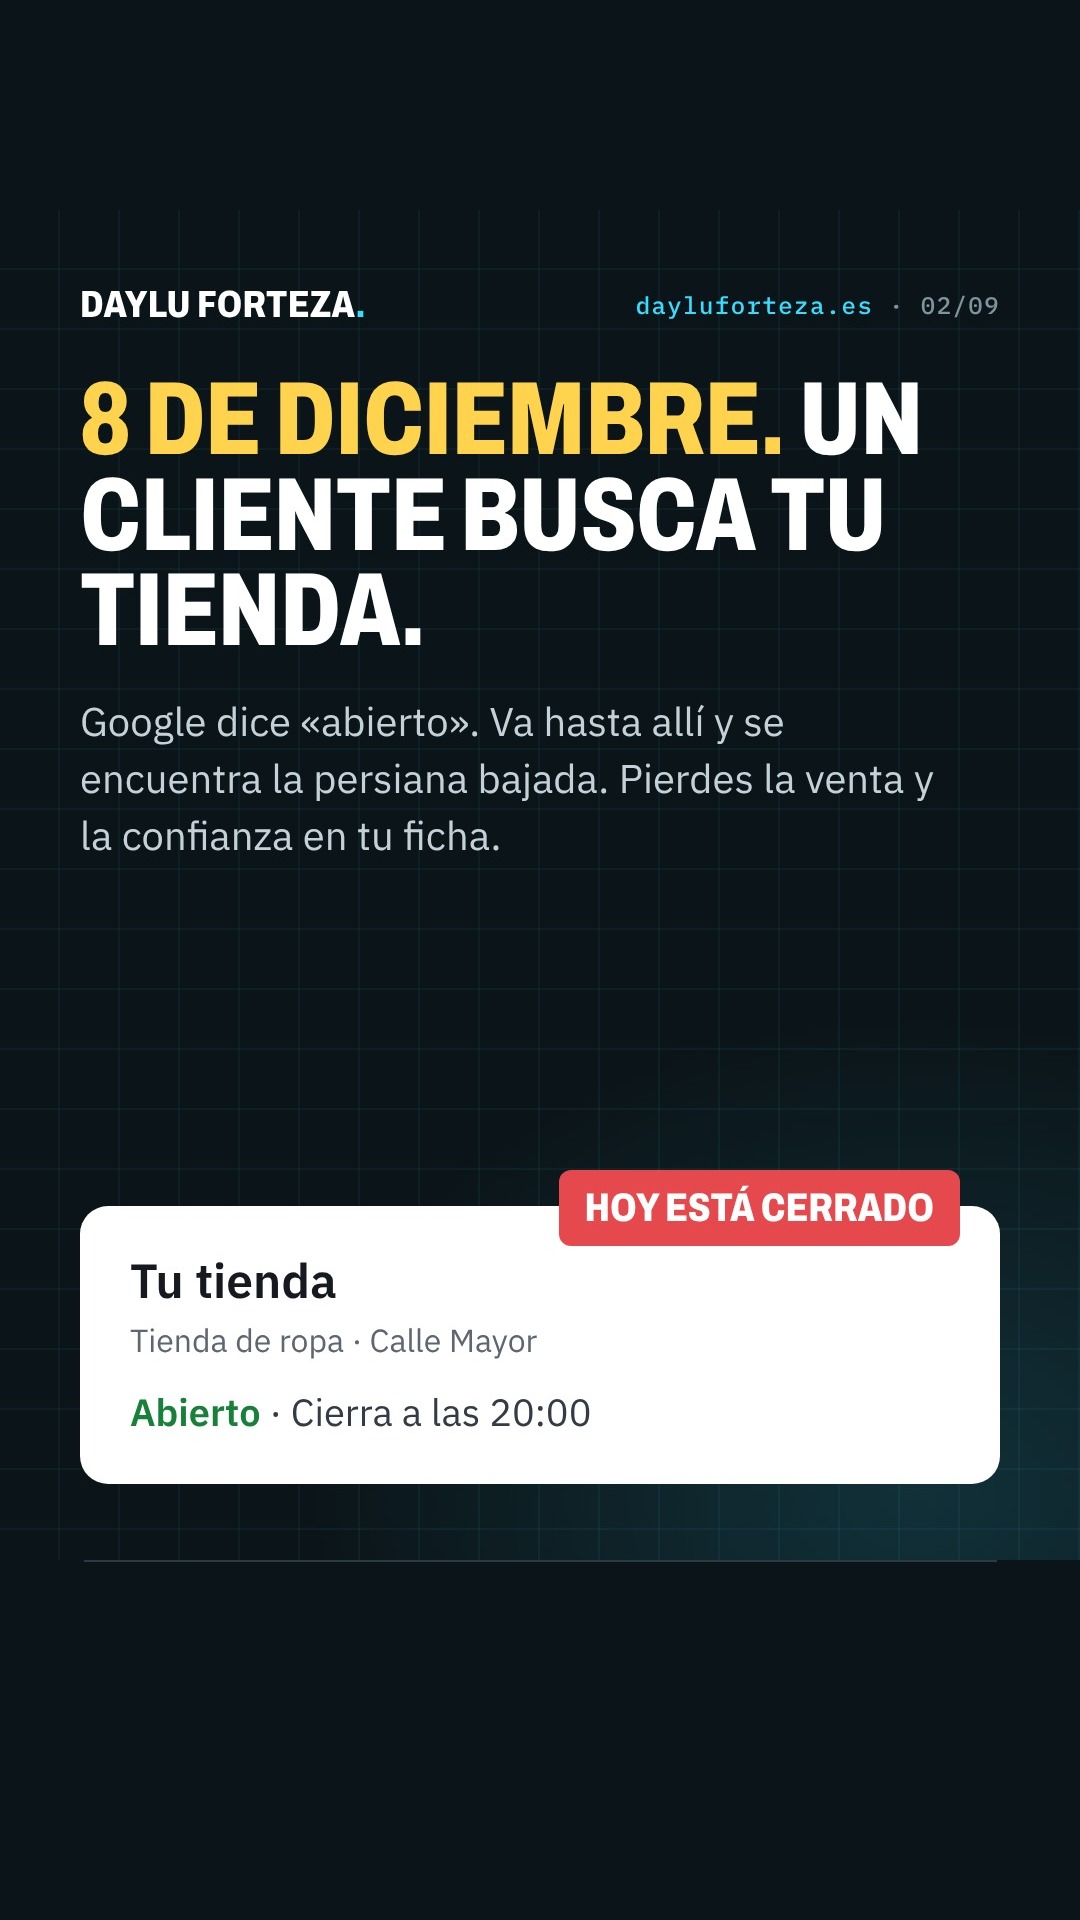 DAYLU FORTEZA.
dayluforteza.es · 02/09
8 DE DICIEMBRE. UN
CLIENTE BUSCA TU
TIENDA.
Google dice «abierto». Va hasta allí y se
encuentra la persiana bajada. Pierdes la venta y
la confianza en tu ficha.
HOY ESTÁ CERRADO
Tu tienda
Tienda de ropa · Calle Mayor
Abierto · Cierra a las 20:00